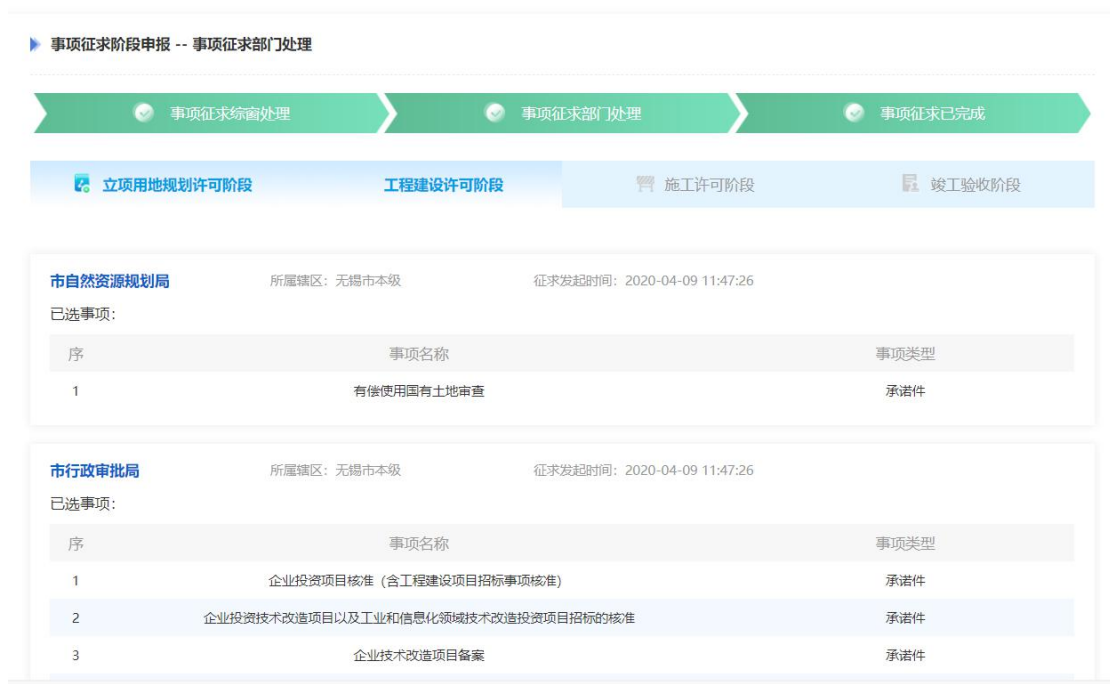 事项征求阶段申报 -- 事项征求部门处理
事项征求综窗处理 事项征求部门处理 事项征求已完成
立项用地规划许可阶段 工程建设许可阶段 施工许可阶段 竣工验收阶段
市自然资源规划局 所属辖区：无锡市本级 征求发起时间：2020-04-09 11:47:26
已选事项：
序 事项名称 事项类型
1 有偿使用国有土地审查 承诺件
市行政审批局 所属辖区：无锡市本级 征求发起时间：2020-04-09 11:47:26
已选事项：
序 事项名称 事项类型
1 企业投资项目核准（含工程建设项目招标事项核准） 承诺件
2 企业投资技术改造项目以及工业和信息化领域技术改造投资项目招标的核准 承诺件
3 企业技术改造项目备案 承诺件